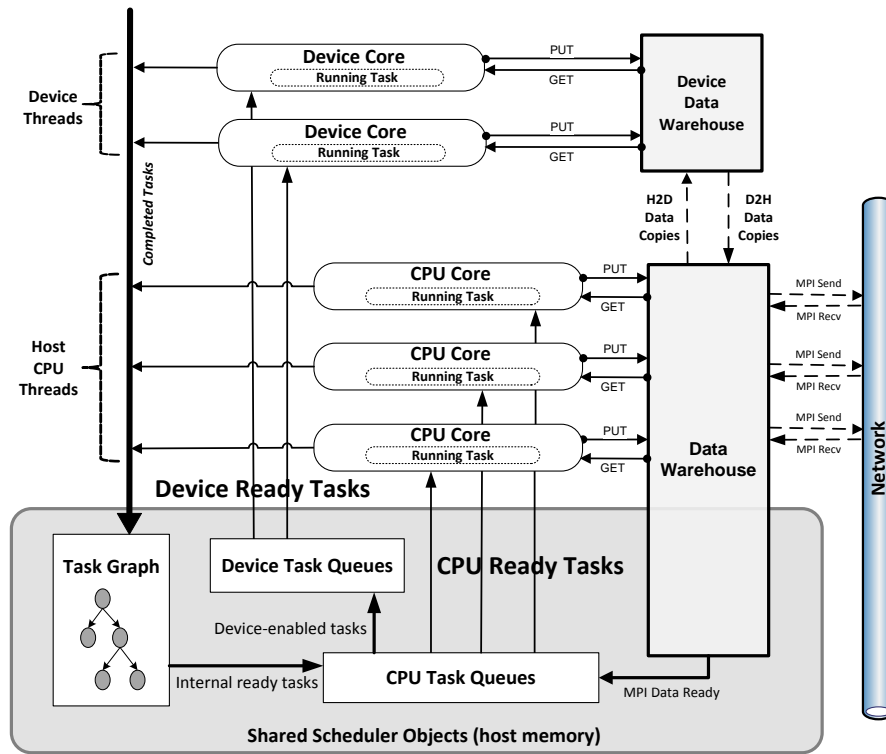 Device Core
Running Task
PUT
GET
Device
Data
Warehouse
Device
Threads
Device Core
Running Task
PUT
GET
Completed Tasks
H2D
Data
Copies
D2H
Data
Copies
CPU Core
Running Task
PUT
GET
MPI Send
MPI Recv
Host
CPU
Threads
CPU Core
Running Task
PUT
GET
MPI Send
MPI Recv
CPU Core
Running Task
PUT
GET
MPI Send
MPI Recv
Data
Warehouse
Network
Device Ready Tasks
Task Graph
Device Task Queues
CPU Ready Tasks
Device-enabled tasks
Internal ready tasks
CPU Task Queues
MPI Data Ready
Shared Scheduler Objects (host memory)